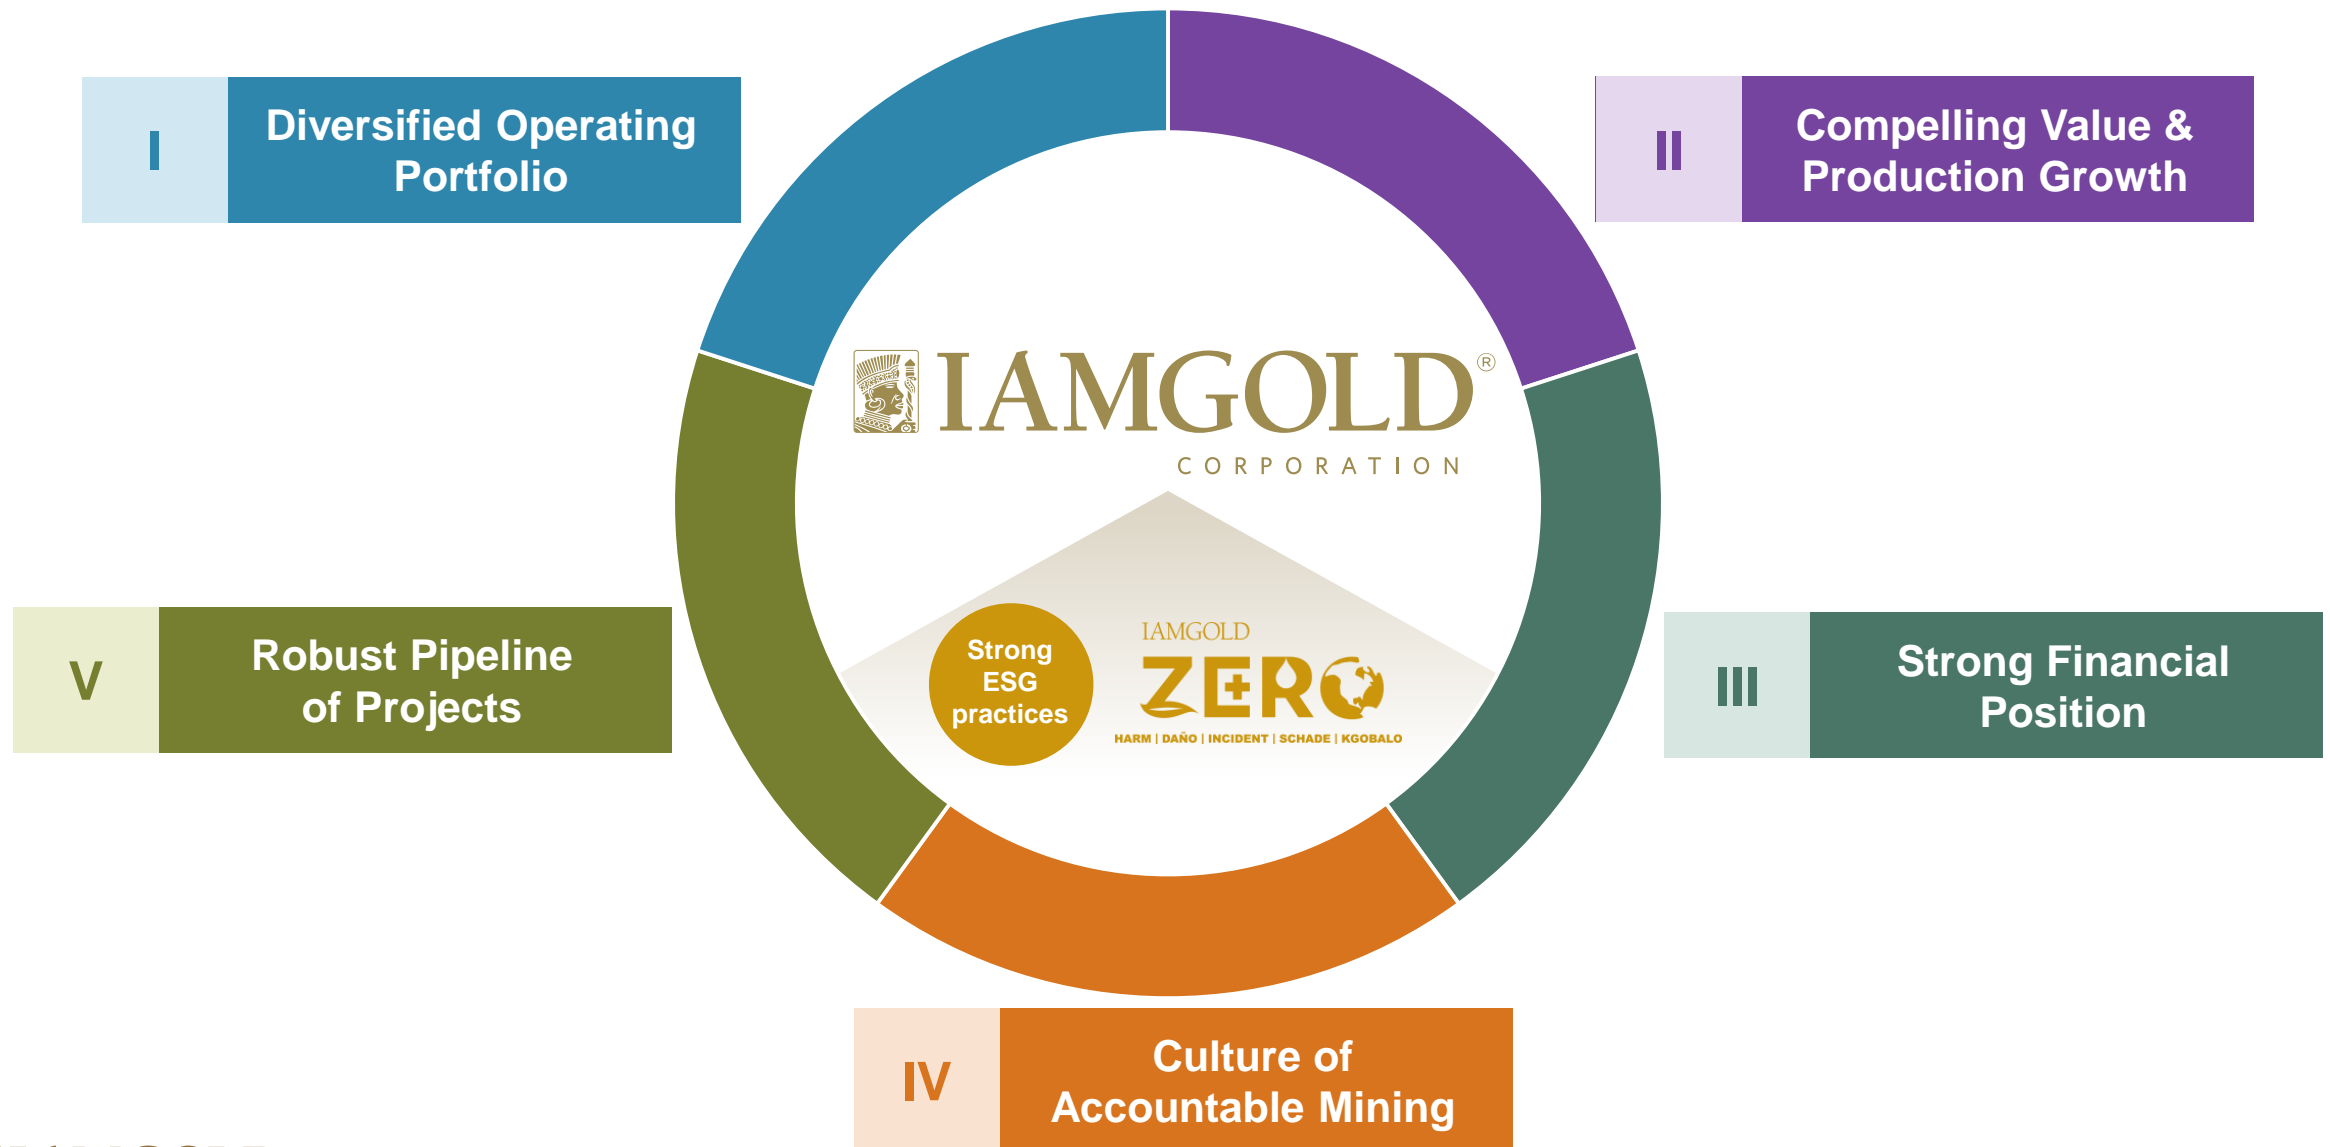 I
Diversified Operating
Portfolio
II
Compelling Value &
Production Growth
IAMGOLD®
CORPORATION
Strong
ESG
practices
IAMGOLD
ZERO
HARM | DAÑO | INCIDENT | SCHADE | KGOBALO
V
Robust Pipeline
of Projects
III
Strong Financial
Position
IV
Culture of
Accountable Mining